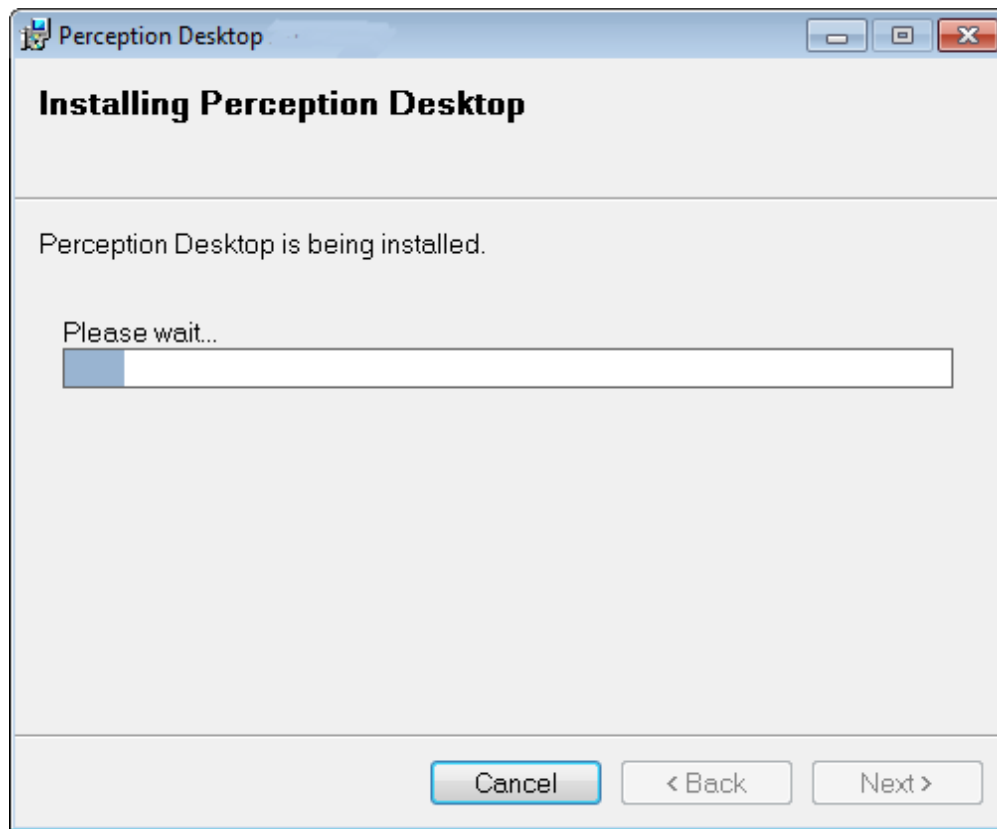 Perception Desktop
Installing Perception Desktop
Perception Desktop is being installed.
Please wait...
Cancel
< Back
Next >